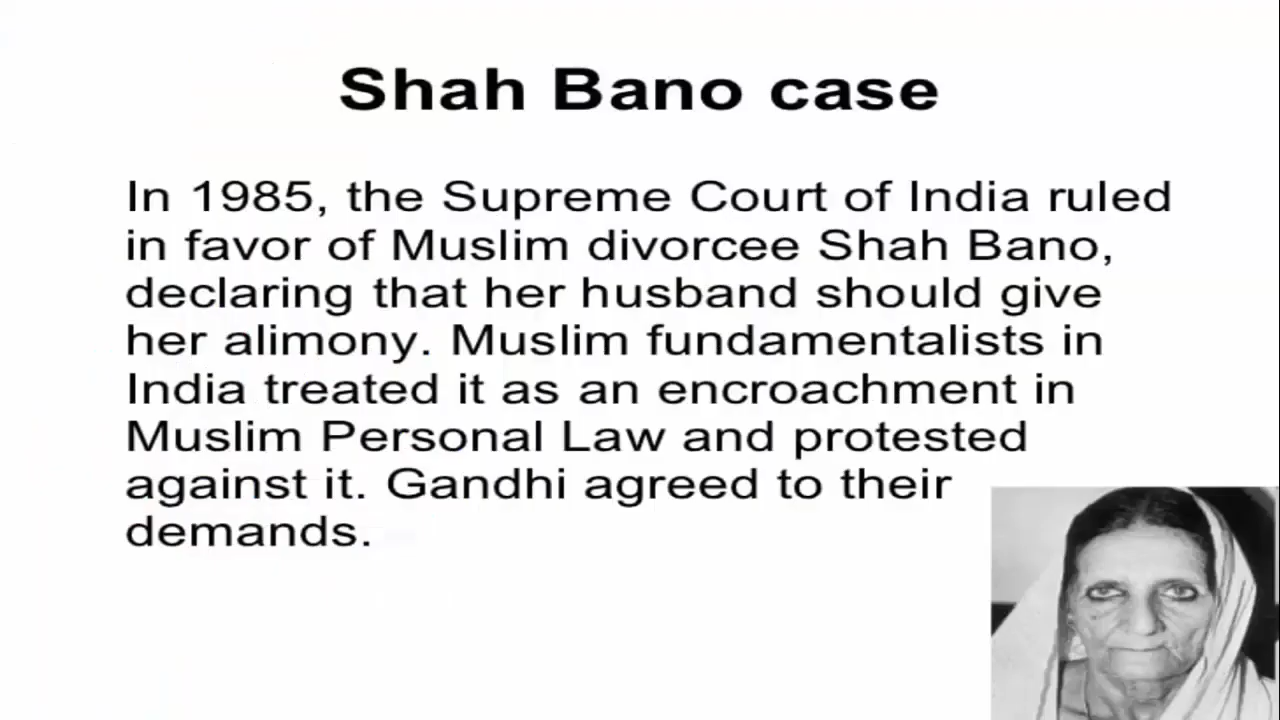 Shah Bano case
In 1985, the Supreme Court of India ruled
in favor of Muslim divorcee Shah Bano,
declaring that her husband should give
her alimony. Muslim fundamentalists in
India treated it as an encroachment in
Muslim Personal Law and protested
against it. Gandhi agreed to their
demands.